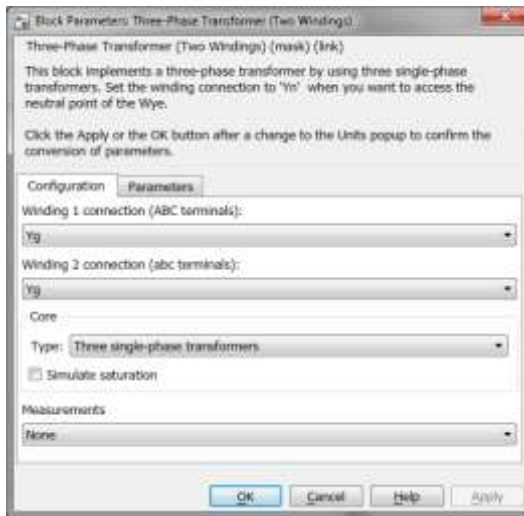 Block Parameters: Three-Phase Transformer (Two Windings)
Three-Phase Transformer (Two Windings) (mask) (link)
This block implements a three-phase transformer by using three single-phase
transformers. Set the winding connection to 'Yn' when you want to access the
neutral point of the Wye.
Click the Apply or the OK button after a change to the Units popup to confirm the
conversion of parameters.
Configuration Parameters
Winding 1 connection (ABC terminals):
Yg
Winding 2 connection (abc terminals):
Yg
Core
Type: Three single-phase transformers
Simulate saturation
Measurements
None
OK Cancel Help Apply